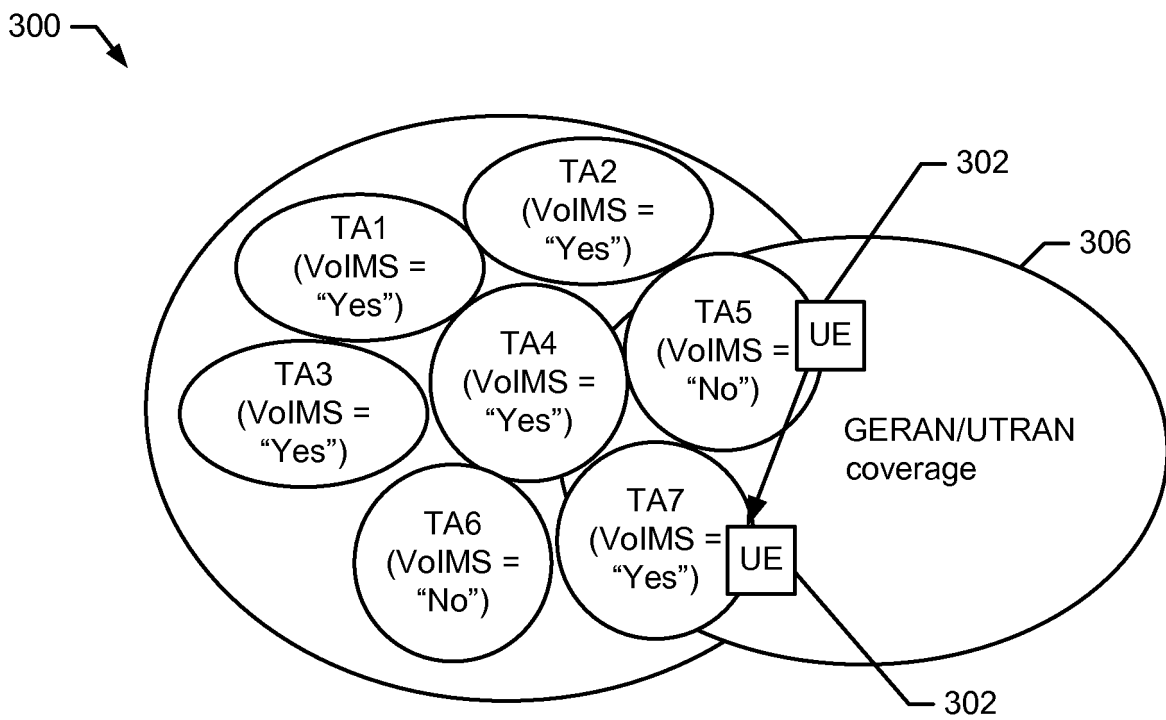 300
302
TA2
(VoIMS =
“Yes”)
TA1
(VoIMS =
“Yes”)
306
TA5
(VoIMS =
“No”)
UE
TA4
(VoIMS =
“Yes”)
TA3
(VoIMS =
“Yes”)
GERAN/UTRAN
coverage
TA7
(VoIMS =
“Yes”)
UE
TA6
(VoIMS =
“No”)
302